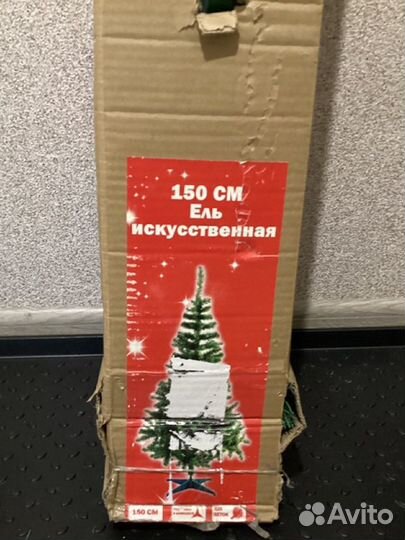 150 СМ
Ель
искусственная
150 СМ
Avito